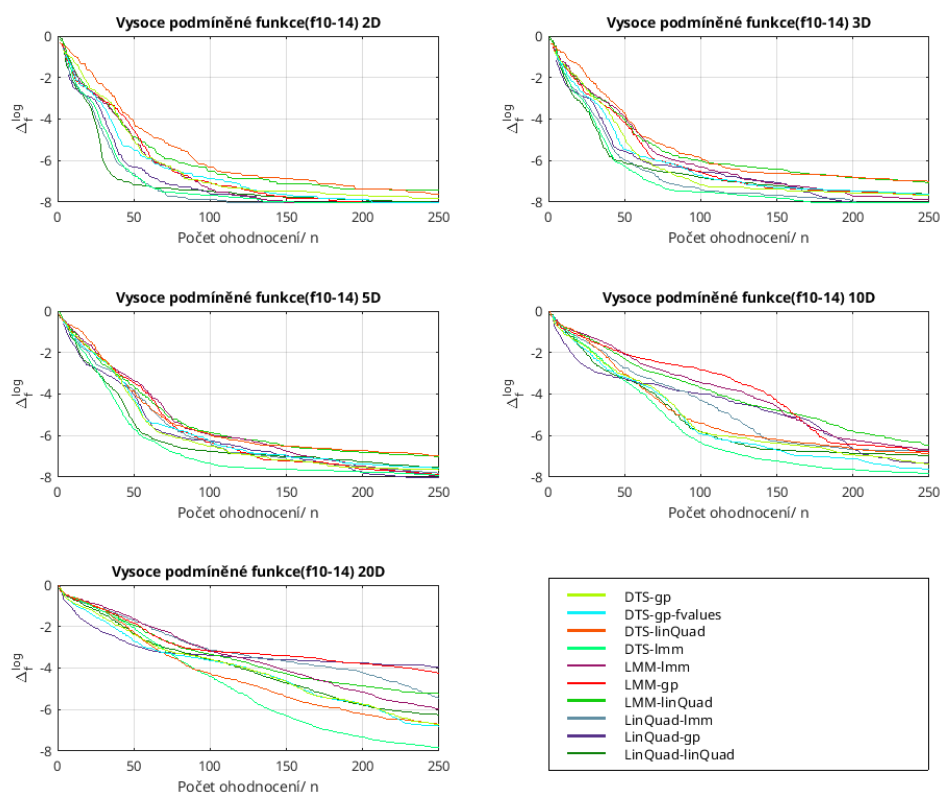 Vysoce podmíněné funkce(f10-14) 2D
0
-2
-4
-6
-8
Δ_f^log
0 50 100 150 200 250
Počet ohodnocení/ n
Vysoce podmíněné funkce(f10-14) 3D
0
-2
-4
-6
-8
Δ_f^log
0 50 100 150 200 250
Počet ohodnocení/ n
Vysoce podmíněné funkce(f10-14) 5D
0
-2
-4
-6
-8
Δ_f^log
0 50 100 150 200 250
Počet ohodnocení/ n
Vysoce podmíněné funkce(f10-14) 10D
0
-2
-4
-6
-8
Δ_f^log
0 50 100 150 200 250
Počet ohodnocení/ n
Vysoce podmíněné funkce(f10-14) 20D
0
-2
-4
-6
-8
Δ_f^log
0 50 100 150 200 250
Počet ohodnocení/ n
DTS-gp
DTS-gp-fvalues
DTS-linQuad
DTS-lmm
LMM-lmm
LMM-gp
LMM-linQuad
LinQuad-lmm
LinQuad-gp
LinQuad-linQuad